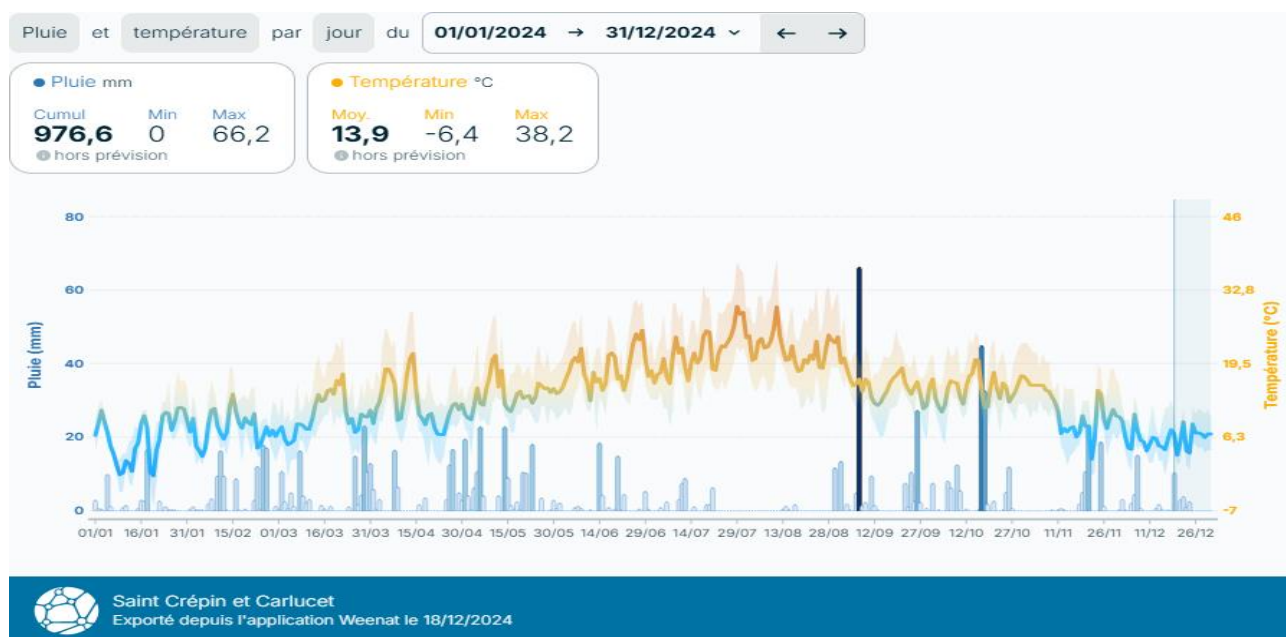 Pluie et température par jour du 01/01/2024 → 31/12/2024 ← →
Pluie mm
Cumul Min Max
976,6 0 66,2
hors prévision
Température °C
Moy. Min Max
13,9 -6,4 38,2
hors prévision
Pluie (mm)
80
60
40
20
0
46
32,8
19,5
6,3
-7
Température (°C)
01/01 16/01 31/01 15/02 01/03 16/03 31/03 15/04 30/04 15/05 30/05 14/06 29/06 14/07 29/07 13/08 28/08 12/09 27/09 12/10 27/10 11/11 26/11 11/12 26/12
Saint Crépin et Carlucet
Exporté depuis l'application Weenat le 18/12/2024